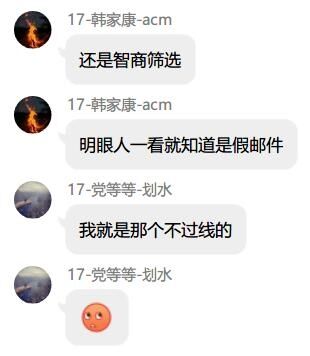 17-韩家康-acm
还是智商筛选
17-韩家康-acm
明眼人一看就知道是假邮件
17-党等等-划水
我就是那个不过线的
17-党等等-划水